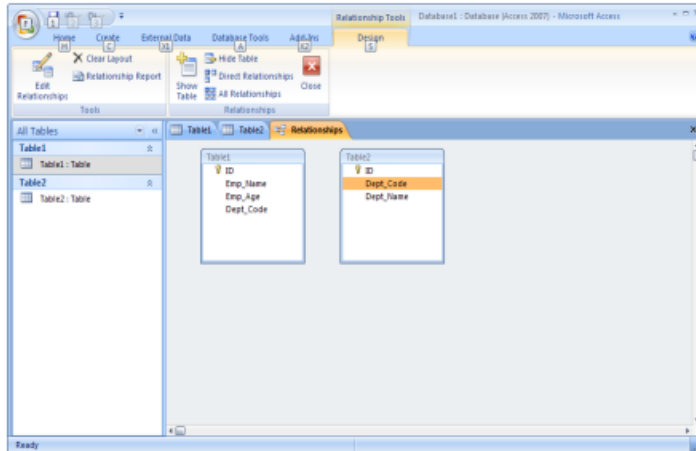 Relationship Tools Database1 : Database (Access 2007) - Microsoft Access
Home Create External Data Database Tools Add-Ins Design
H C X1 A X2 S
Edit Relationships
Clear Layout
Relationship Report
Tools
Show Table
Hide Table
Direct Relationships
All Relationships
Close
Relationships
All Tables
Table1
Table1 : Table
Table2
Table2 : Table
Table1 Table2 Relationships
Table1
ID
Emp_Name
Emp_Age
Dept_Code
Table2
ID
Dept_Code
Dept_Name
Ready